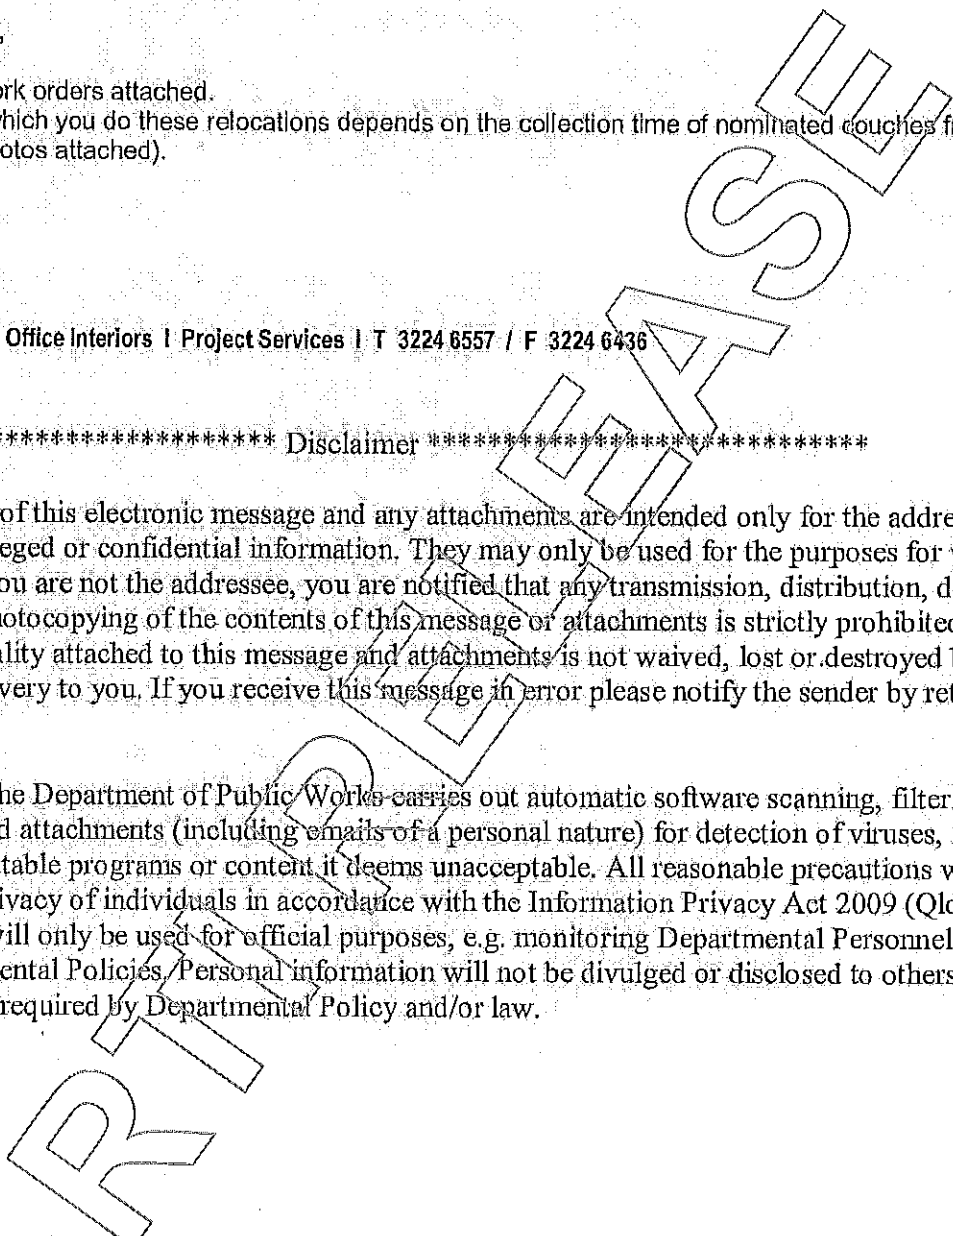 ork orders attached.
hich you do these relocations depends on the collection time of nominated couches f
otos attached).
Office Interiors | Project Services | T 3224 6557 / F 3224 6436
******************* Disclaimer *****************************
of this electronic message and any attachments are intended only for the addre
eged or confidential information. They may only be used for the purposes for
ou are not the addressee, you are notified that any transmission, distribution, d
otocopying of the contents of this message or attachments is strictly prohibited
lity attached to this message and attachments is not waived, lost or destroyed
very to you. If you receive this message in error please notify the sender by ret
he Department of Public Works carries out automatic software scanning, filter
d attachments (including emails of a personal nature) for detection of viruses,
table programs or content it deems unacceptable. All reasonable precautions w
ivacy of individuals in accordance with the Information Privacy Act 2009 (Qld
vill only be used for official purposes, e.g. monitoring Departmental Personnel
ental Policies. Personal information will not be divulged or disclosed to others
required by Departmental Policy and/or law.
RTI RELEASE